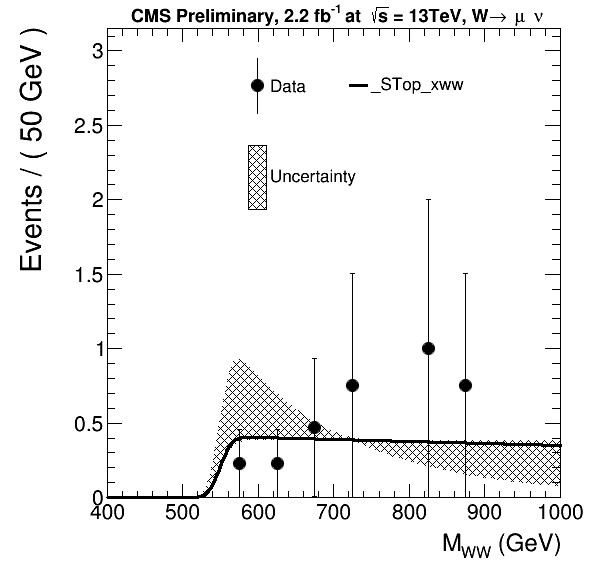 CMS Preliminary, 2.2 fb⁻¹ at √s = 13TeV, W→ μ ν
Events / ( 50 GeV )
3
2.5
2
1.5
1
0.5
0
Data
_STop_xww
Uncertainty
400 500 600 700 800 900 1000
M_WW (GeV)